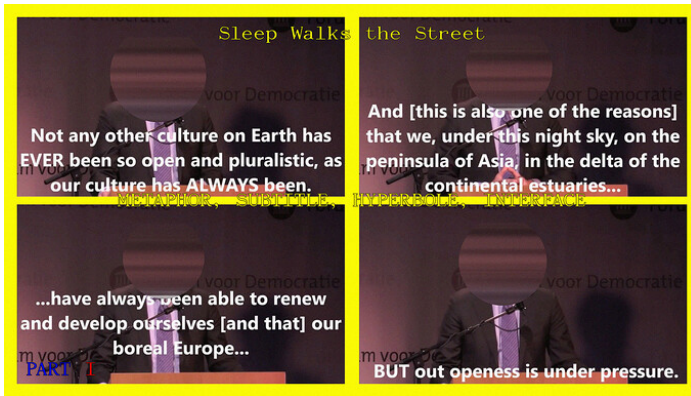 Sleep Walks the Street
voor Democratie
Not any other culture on Earth has
EVER been so open and pluralistic, as
our culture has ALWAYS been.
voor Democratie
And [this is also one of the reasons]
that we, under this night sky, on the
peninsula of Asia, in the delta of the
continental estuaries...
METAPHOR, SUBTITLE, HYPERBOLE, INTERFACE
voor Democratie
...have always been able to renew
and develop ourselves [and that] our
boreal Europe...
PART I
voor Democratie
BUT out openess is under pressure.